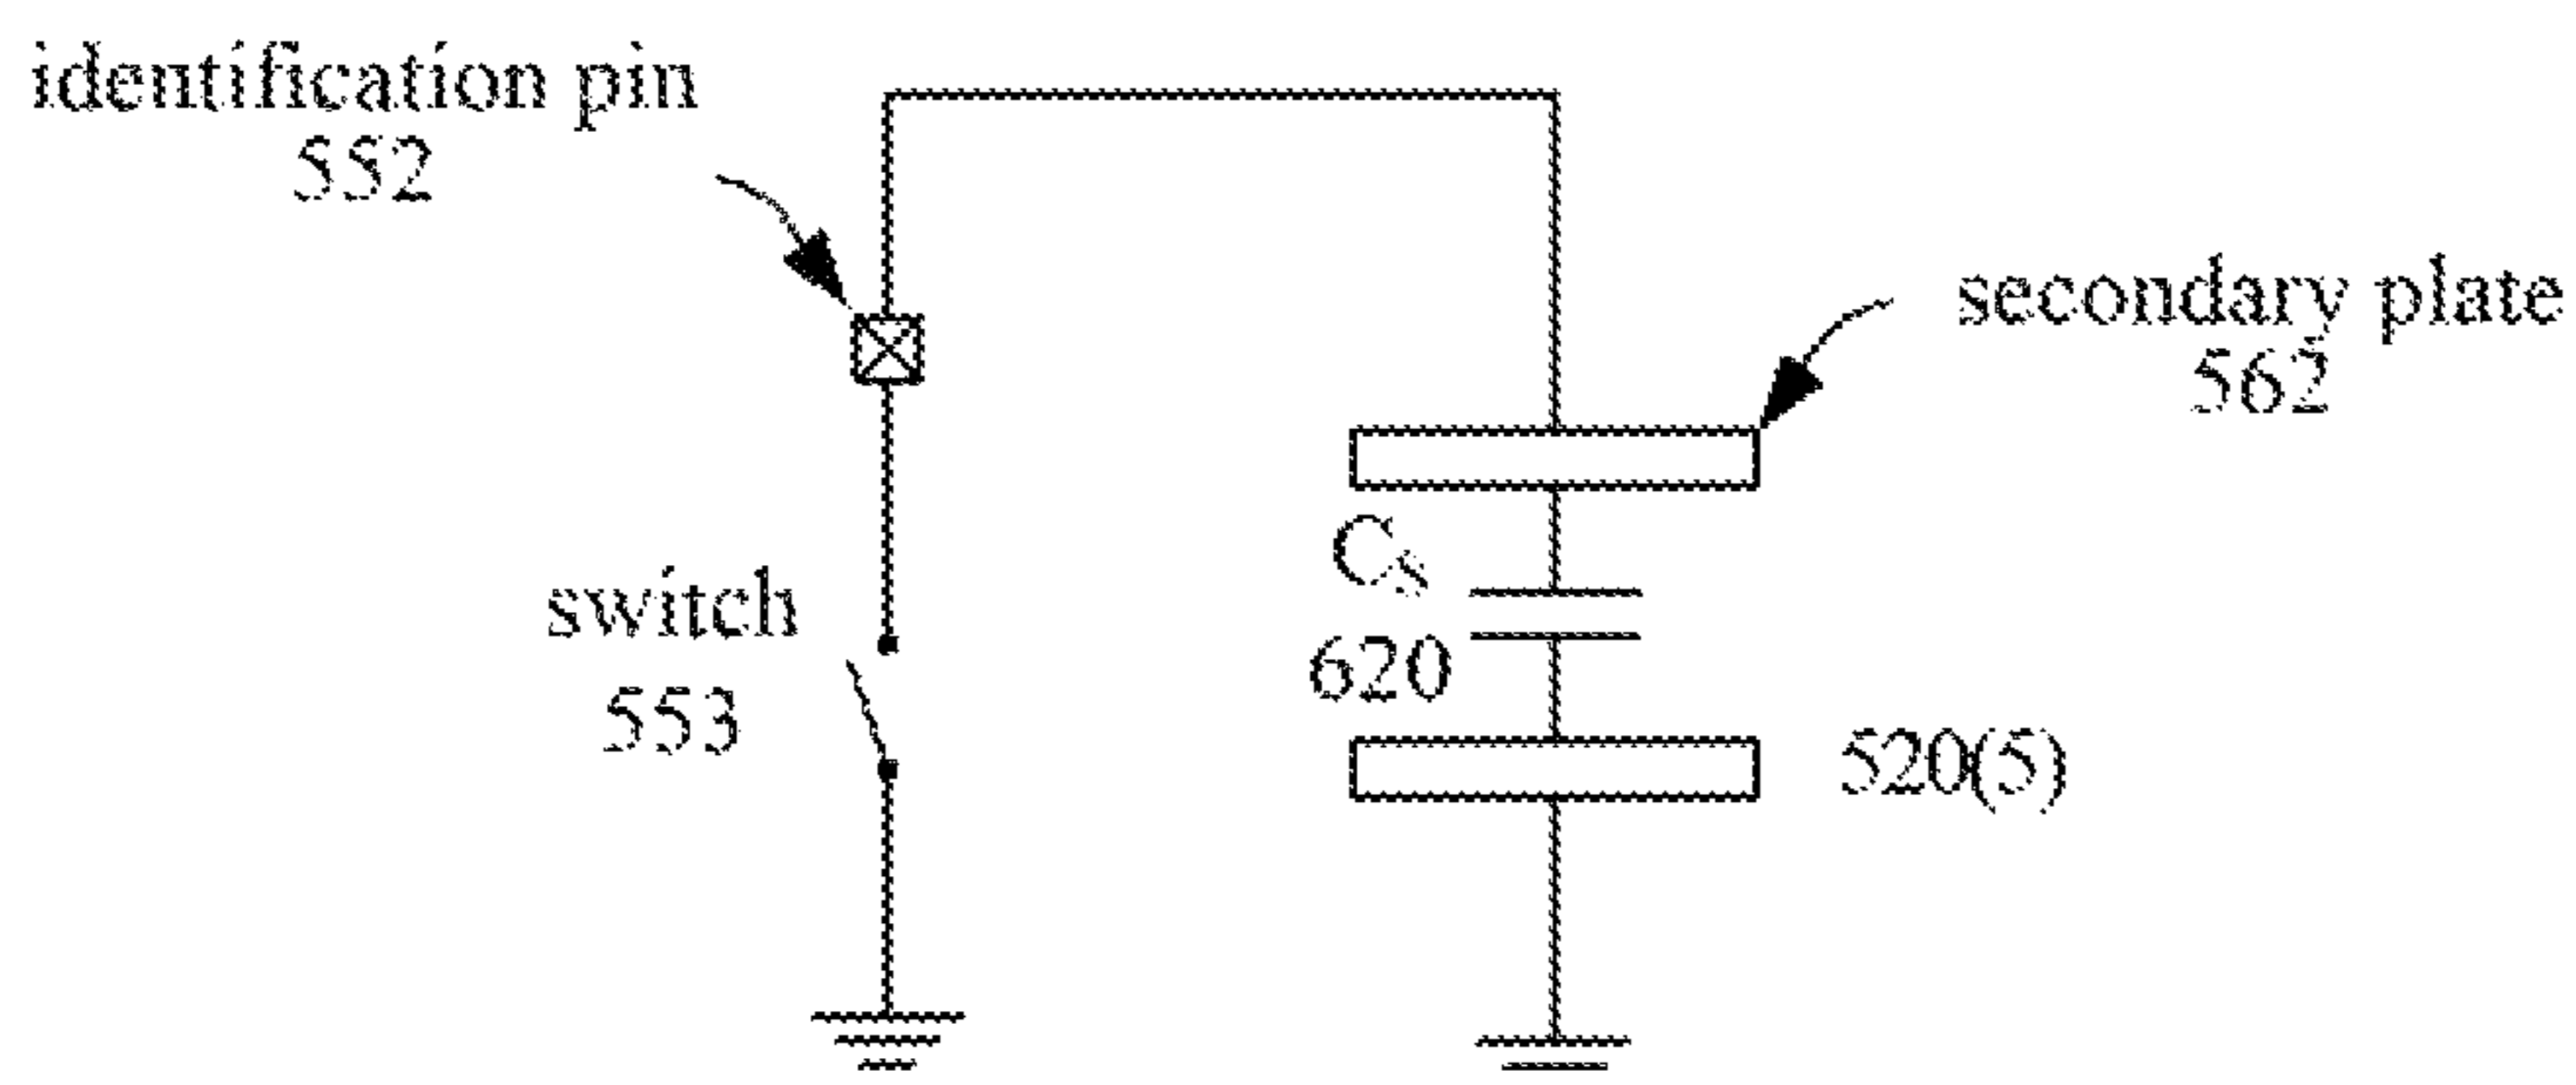 identification pin
552
secondary plate
562
switch
553
Cs
620
520(5)